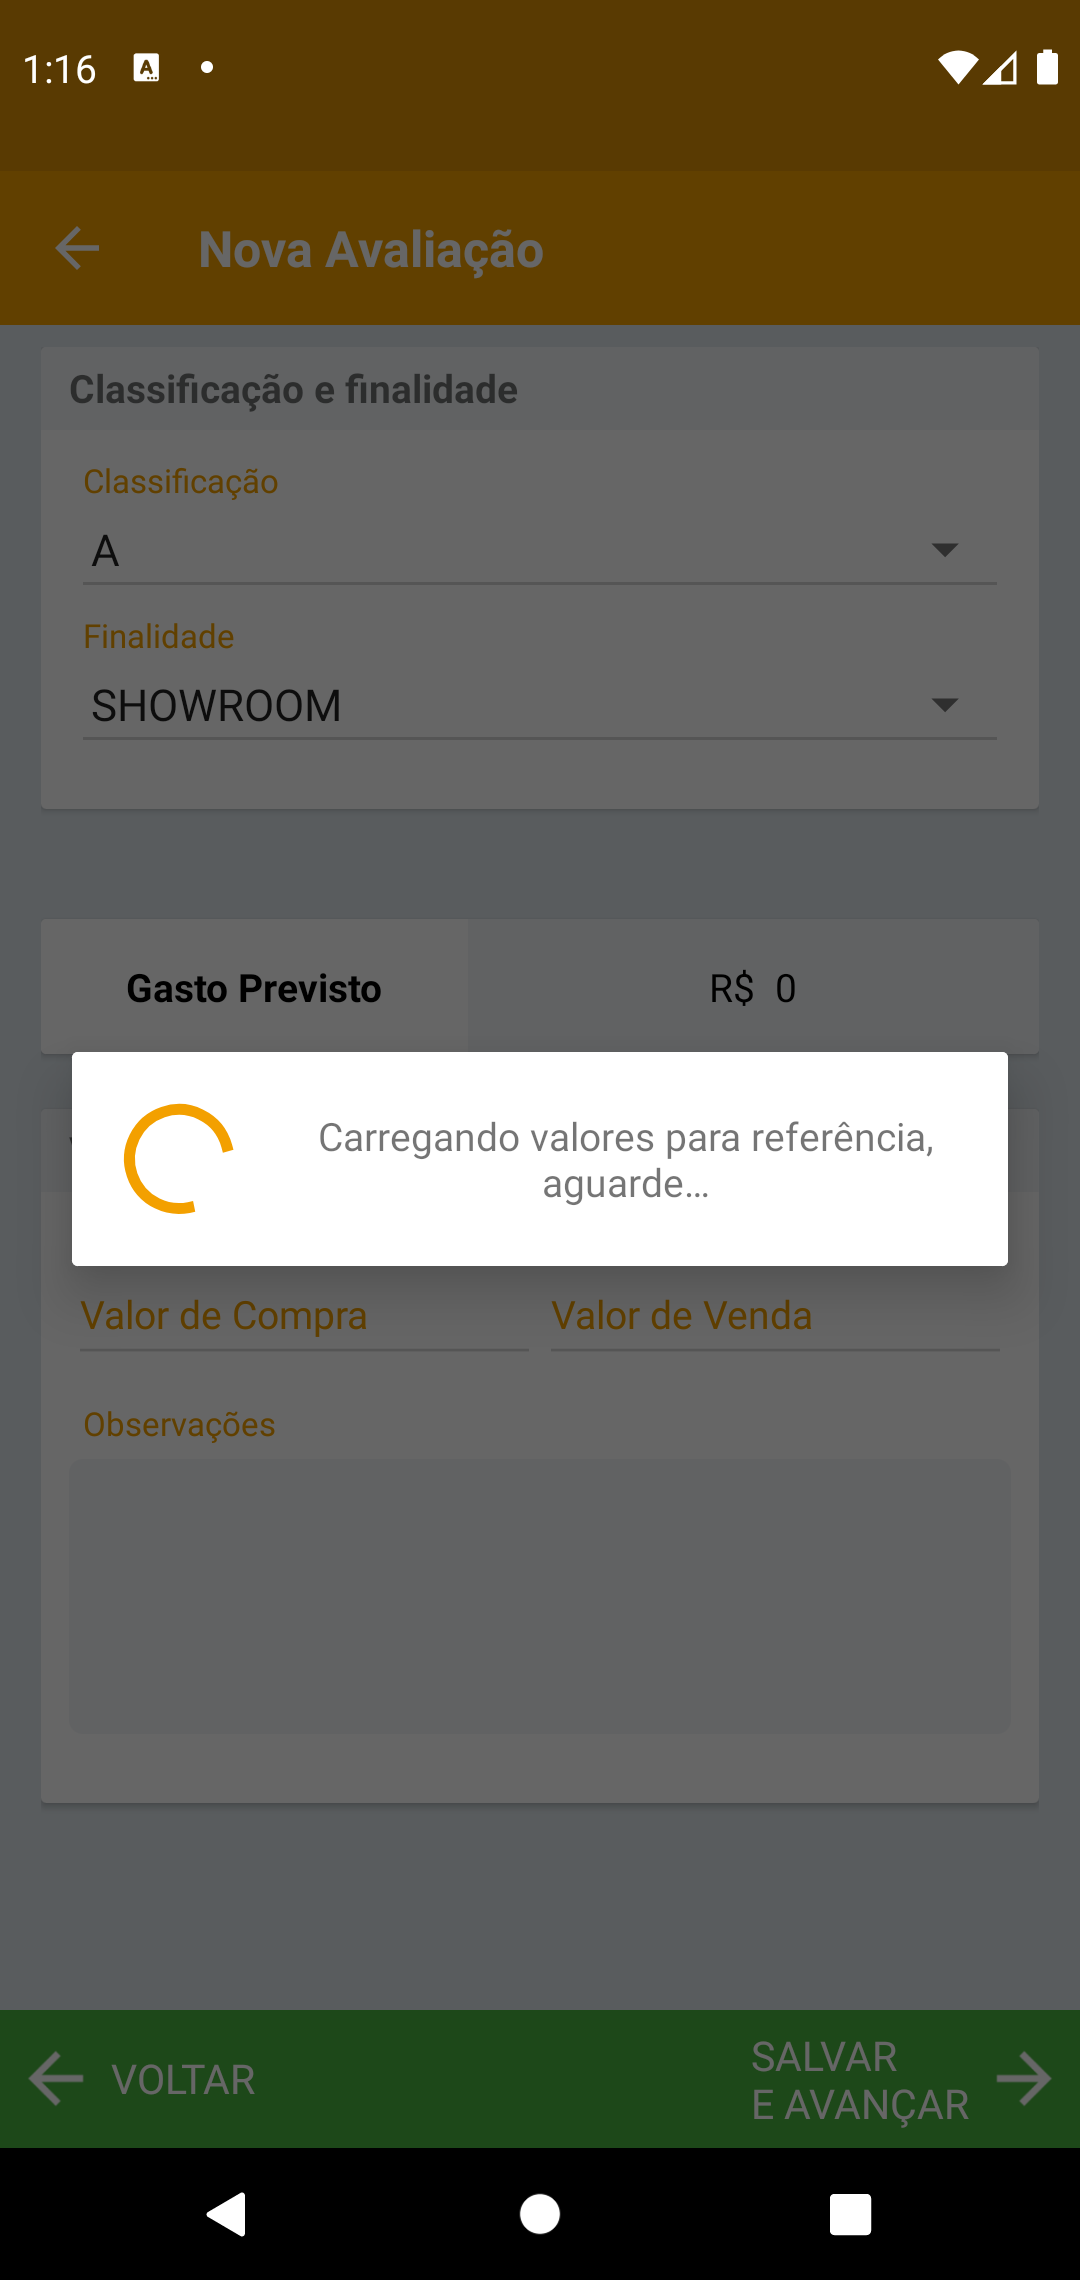 1:16
Nova Avaliação
Classificação e finalidade
Classificação
A
Finalidade
SHOWROOM
Gasto Previsto
R$ 0
Carregando valores para referência,
aguarde...
Valor de Compra
Valor de Venda
Observações
VOLTAR
SALVAR
E AVANÇAR